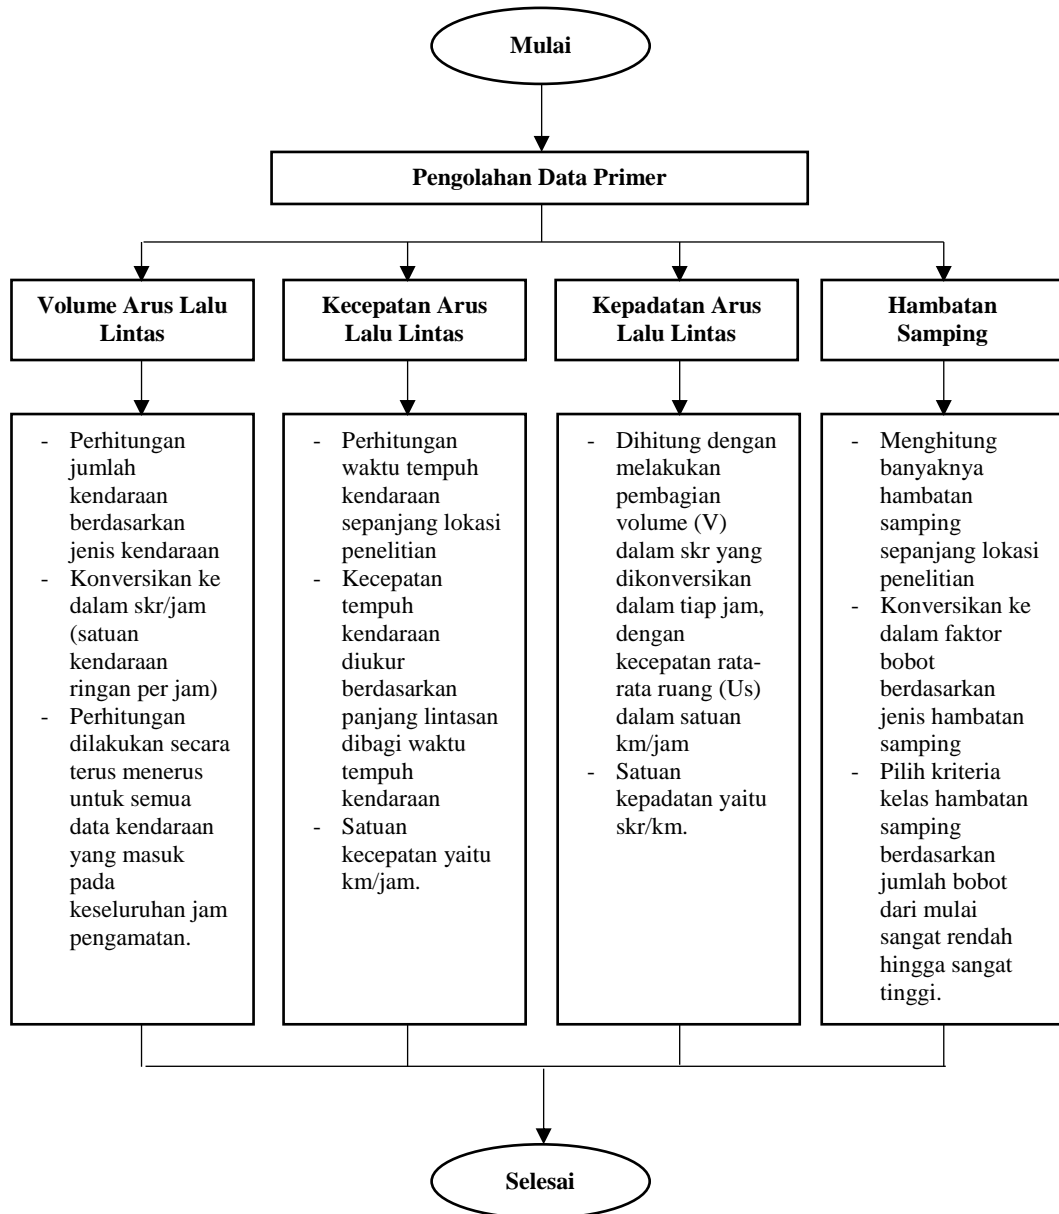 Mulai
Pengolahan Data Primer
Volume Arus Lalu
Lintas
Kecepatan Arus
Lalu Lintas
Kepadatan Arus
Lalu Lintas
Hambatan
Samping
- Perhitungan
jumlah
kendaraan
berdasarkan
jenis kendaraan
- Konversikan ke
dalam skr/jam
(satuan
kendaraan
ringan per jam)
- Perhitungan
dilakukan secara
terus menerus
untuk semua
data kendaraan
yang masuk
pada
keseluruhan jam
pengamatan.
- Perhitungan
waktu tempuh
kendaraan
sepanjang lokasi
penelitian
- Kecepatan
tempuh
kendaraan
diukur
berdasarkan
panjang lintasan
dibagi waktu
tempuh
kendaraan
- Satuan
kecepatan yaitu
km/jam.
- Dihitung dengan
melakukan
pembagian
volume (V)
dalam skr yang
dikonversikan
dalam tiap jam,
dengan
kecepatan rata-
rata ruang (Us)
dalam satuan
km/jam
- Satuan
kepadatan yaitu
skr/km.
- Menghitung
banyaknya
hambatan
samping
sepanjang lokasi
penelitian
- Konversikan ke
dalam faktor
bobot
berdasarkan
jenis hambatan
samping
- Pilih kriteria
kelas hambatan
samping
berdasarkan
jumlah bobot
dari mulai
sangat rendah
hingga sangat
tinggi.
Selesai